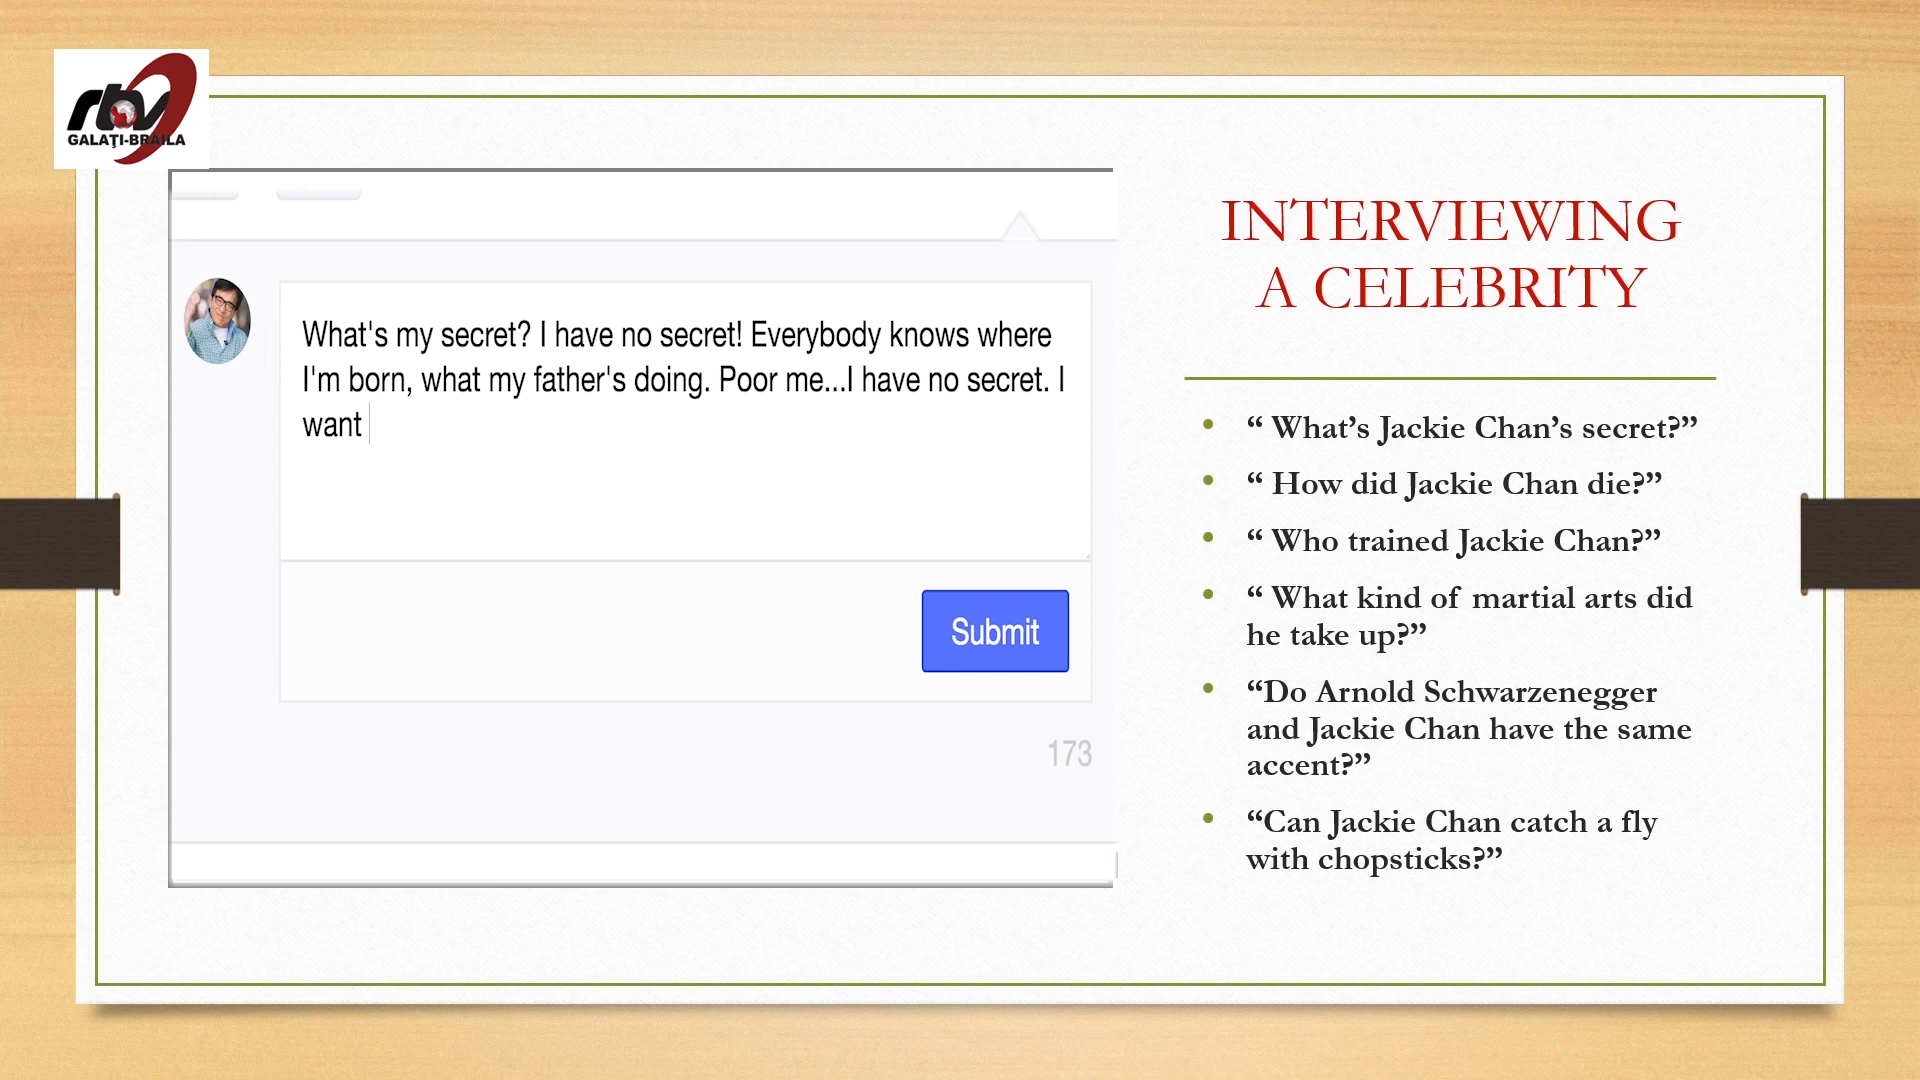 rtv
GALAŢI-BRAILA
What's my secret? I have no secret! Everybody knows where
I'm born, what my father's doing. Poor me...I have no secret. I
want
Submit
173
INTERVIEWING
A CELEBRITY
• “ What’s Jackie Chan’s secret?”
• “ How did Jackie Chan die?”
• “ Who trained Jackie Chan?”
• “ What kind of martial arts did
he take up?”
• “Do Arnold Schwarzenegger
and Jackie Chan have the same
accent?”
• “Can Jackie Chan catch a fly
with chopsticks?”